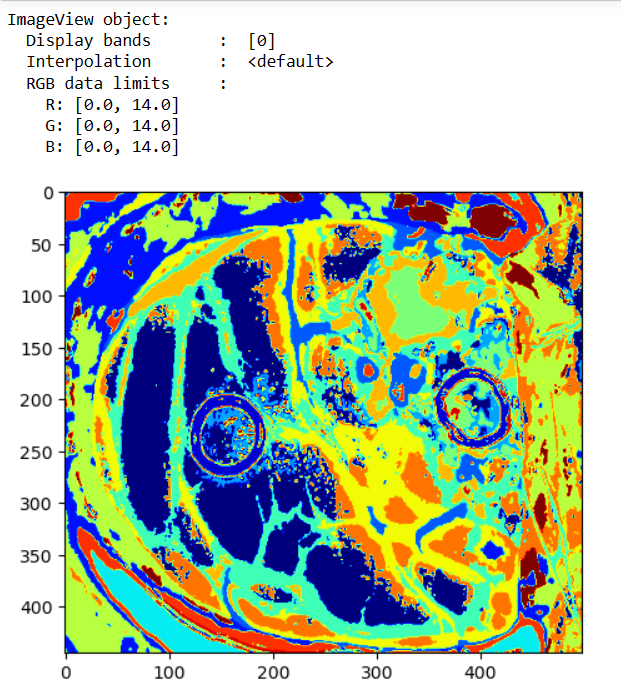 ImageView object:
Display bands : [0]
Interpolation : <default>
RGB data limits :
R: [0.0, 14.0]
G: [0.0, 14.0]
B: [0.0, 14.0]
0
50
100
150
200
250
300
350
400
0 100 200 300 400